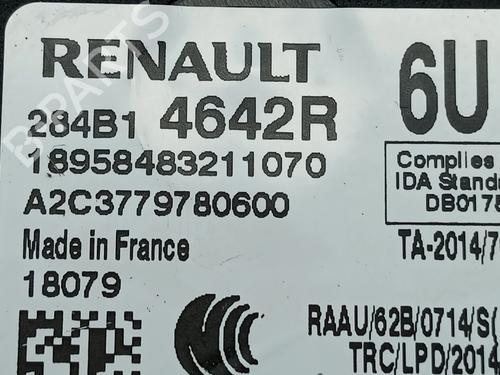 RENAULT
6U
284B1 4642R
18958483211070
Complies
IDA Standa
DB0175
A2C3779780600
Made in France
TA-2014/7
18079
RAAU/62B/0714/S(
TRC/LPD/2014
B-PARTS